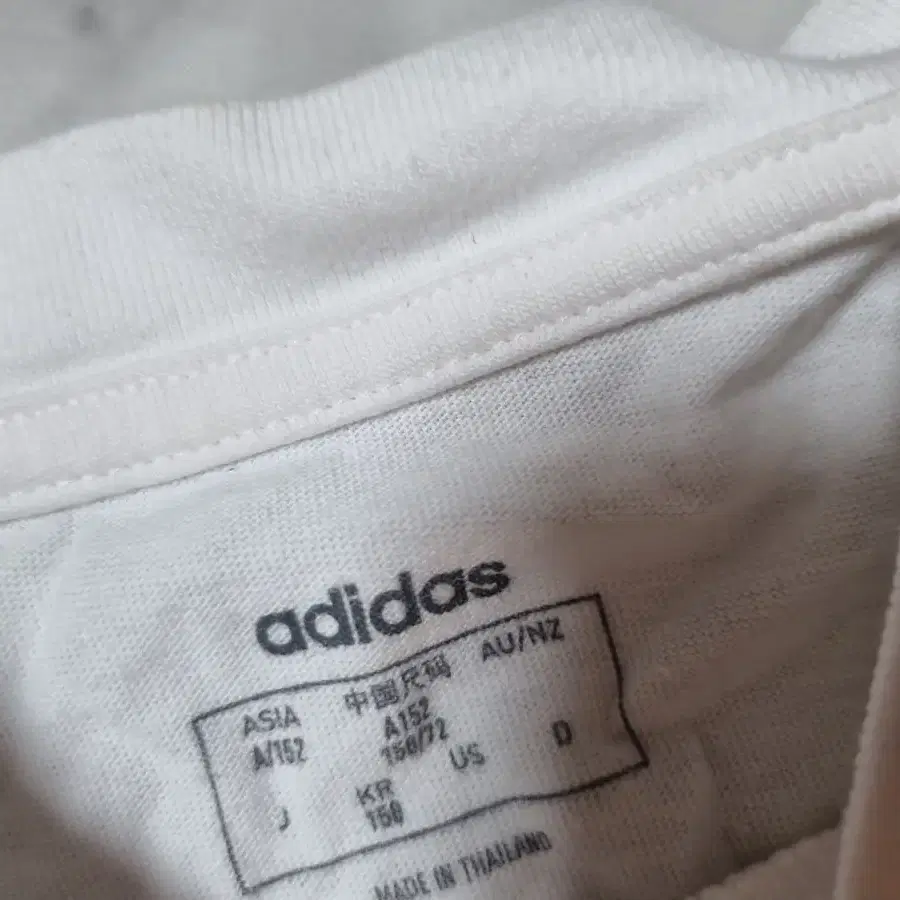 adidas
ASIA 中国尺码 AU/NZ
A/152 A152
150/72 US D
J KR
150
MADE IN THAILAND